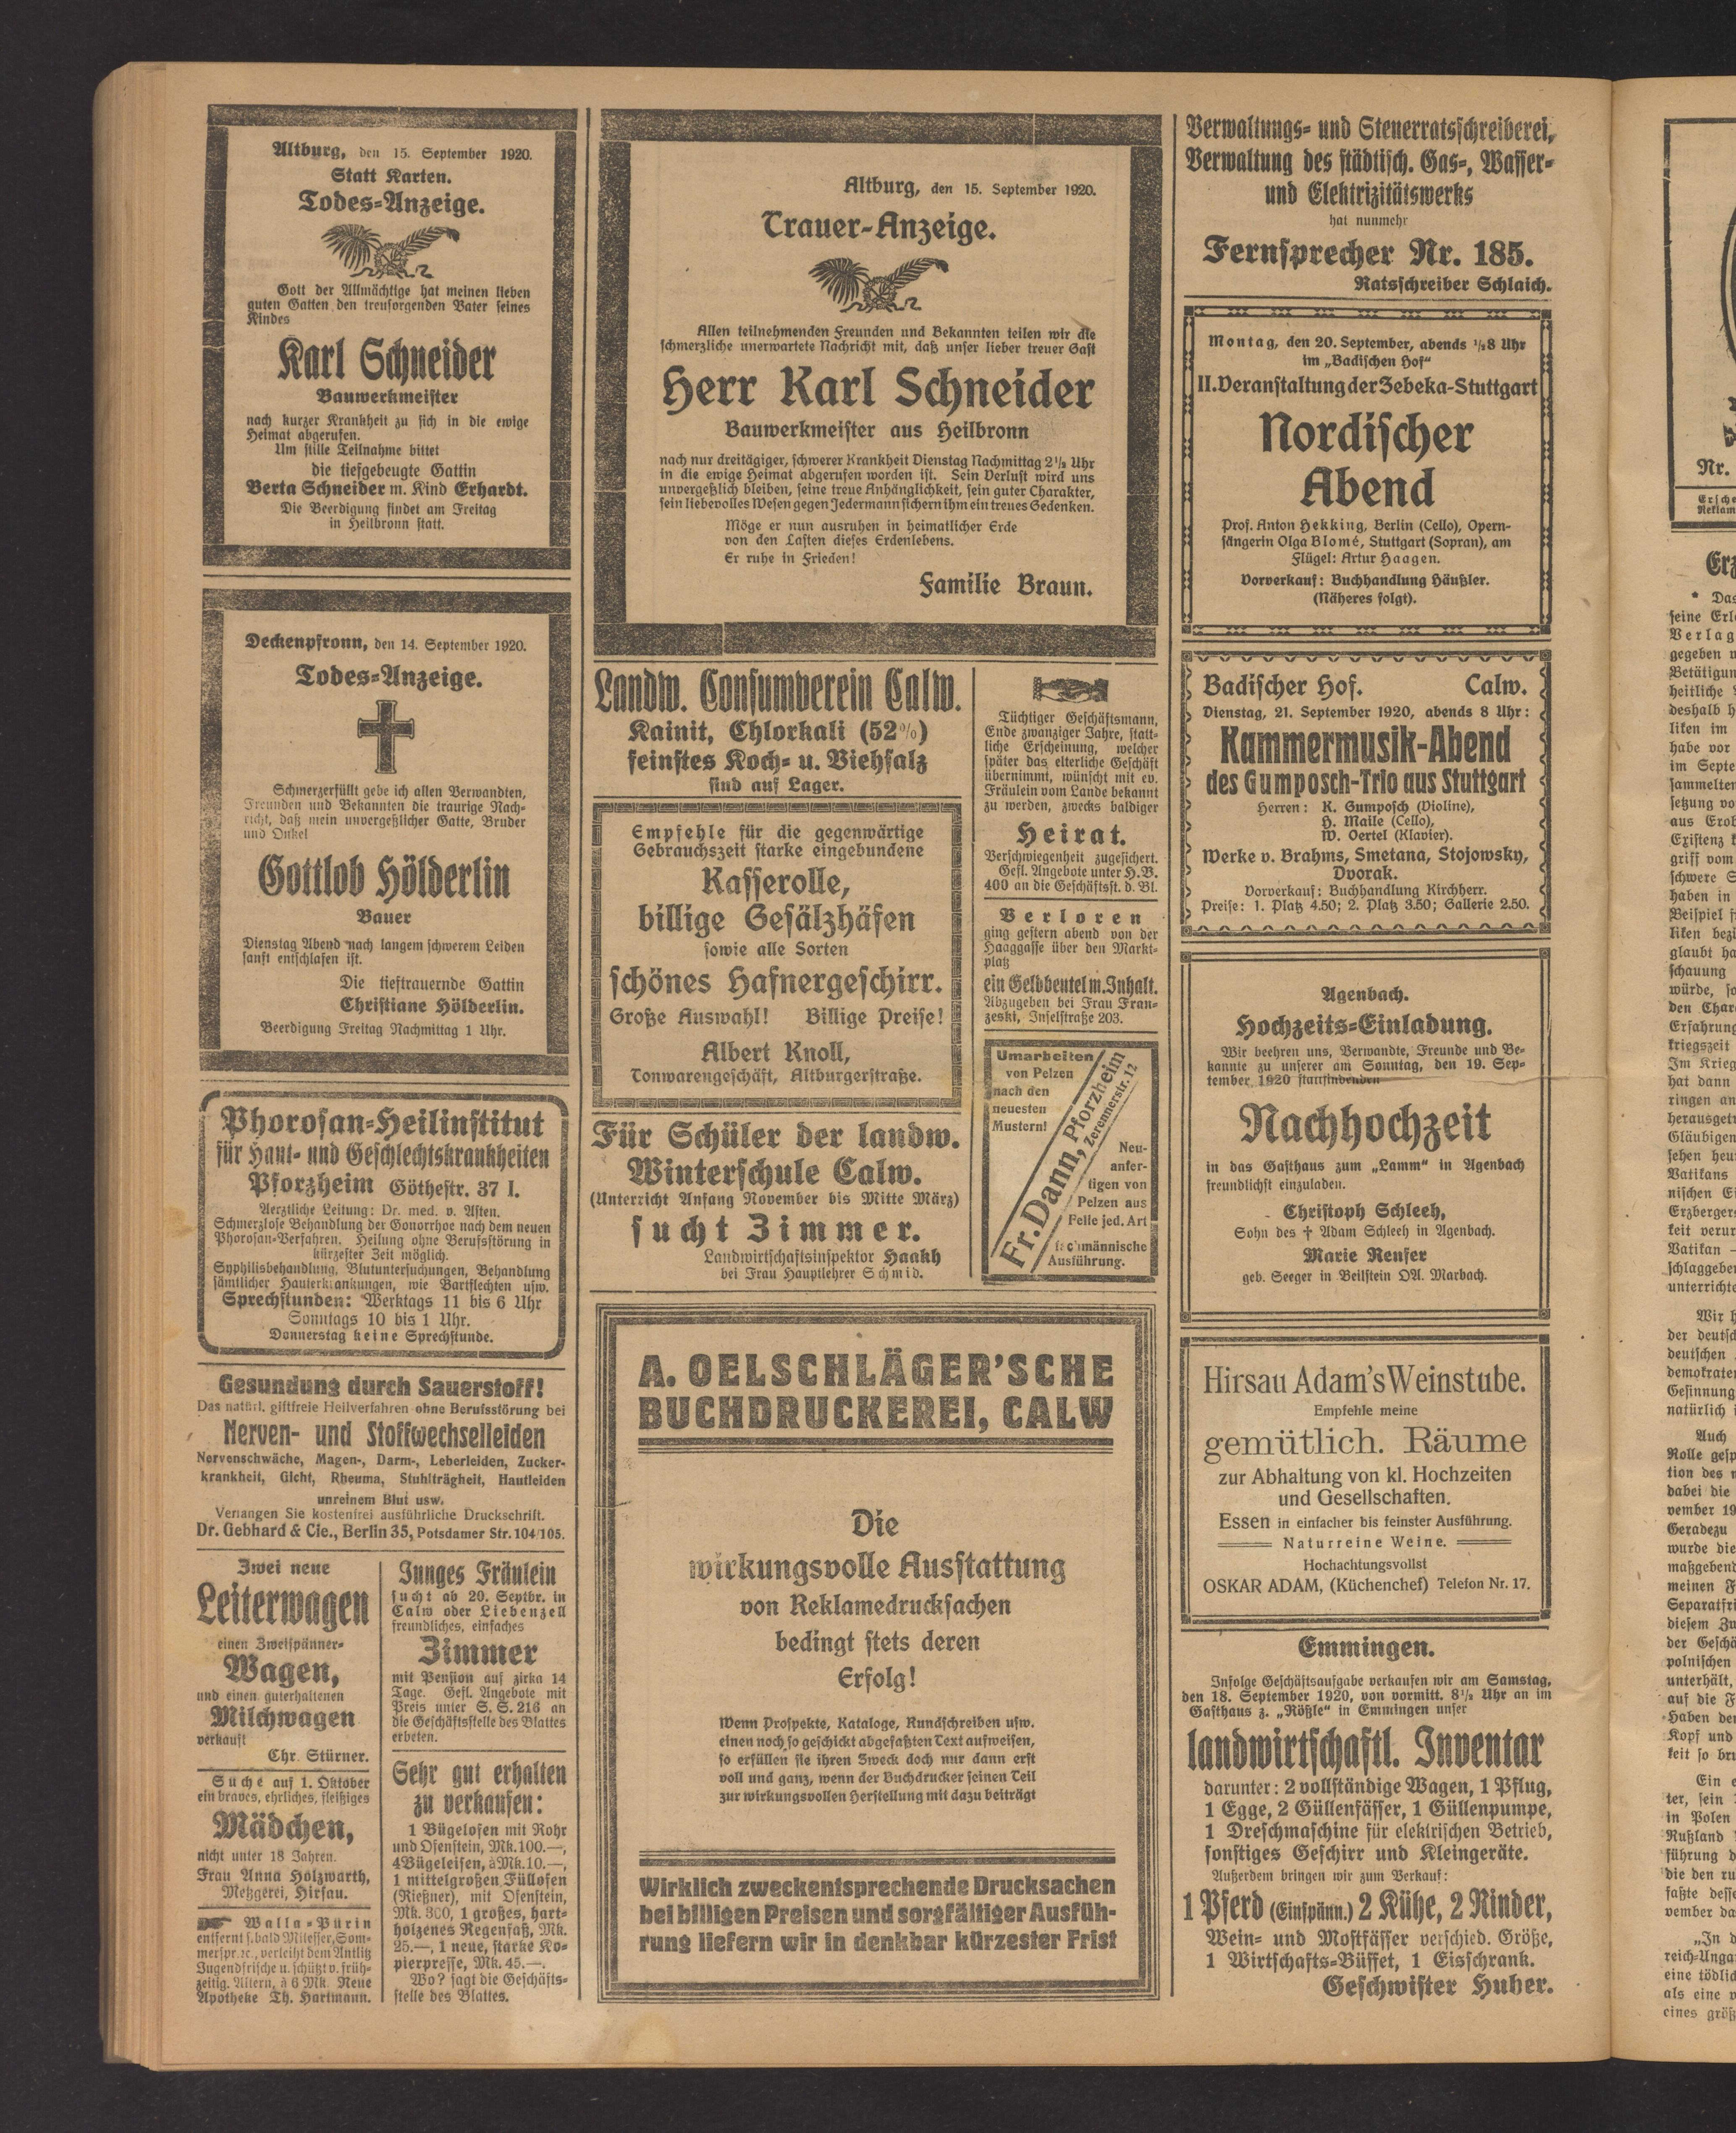 Altburg, den 15. September 1920.
Statt Karten.
Todes-Anzeige.
Gott der Allmächtige hat meinen lieben
guten Gatten den treusorgenden Vater seines
Kindes
Karl Schneider
Bauwerkmeister
nach kurzer Krankheit zu sich in die ewige
Heimat abgerufen.
Um stille Teilnahme bittet
die tiefgebeugte Gattin
Berta Schneider m. Kind Erhardt.
Die Beerdigung findet am Freitag
in Heilbronn statt.
Deckenpfronn, den 14. September 1920.
Todes-Anzeige.
Schmerzerfüllt gebe ich allen Verwandten,
Freunden und Bekannten die traurige Nach-
richt, daß mein unvergeßlicher Gatte, Bruder
und Onkel
Gottlob Hölderlin
Bauer
Dienstag Abend nach langem schwerem Leiden
sanft entschlafen ist.
Die tieftrauernde Gattin
Christiane Hölderlin.
Beerdigung Freitag Nachmittag 1 Uhr.
Phorosan-Heilinstitut
für Haut- und Geschlechtskrankheiten
Pforzheim Göthestr. 37 I.
Aerztliche Leitung: Dr. med. v. Asten.
Schmerzlose Behandlung der Gonorrhoe nach dem neuen
Phorosan-Verfahren. Heilung ohne Berufsstörung in
kürzester Zeit möglich.
Syphilisbehandlung, Blutuntersuchungen, Behandlung
sämtlicher Hauterkrankungen, wie Bartflechten usw.
Sprechstunden: Werktags 11 bis 6 Uhr
Sonntags 10 bis 1 Uhr.
Donnerstag keine Sprechstunde.
Gesundung durch Sauerstoff!
Das natürl. giftfreie Heilverfahren ohne Berufsstörung bei
Nerven- und Stoffwechselleiden
Nervenschwäche, Magen-, Darm-, Leberleiden, Zucker-
krankheit, Gicht, Rheuma, Stuhlträgheit, Hautleiden
unreinem Blut usw.
Verlangen Sie kostenfrei ausführliche Druckschrift.
Dr. Gebhard & Cie., Berlin 35, Potsdamer Str. 104/105.
Zwei neue
Leiterwagen
einen Zweispänner-
Wagen,
und einen guterhaltenen
Milchwagen
verkauft
Chr. Stürner.
Suche auf 1. Oktober
ein braves, ehrliches, fleißiges
Mädchen,
nicht unter 18 Jahren.
Frau Anna Holzwarth,
Metzgerei, Hirsau.
Walla-Pürin
entfernt s.bald Mitesser, Som-
merspr. ꝛc., verleiht dem Antlitz
Jugendfrische u. schützt v. früh-
zeitig. Altern, à 6 Mk. Neue
Apotheke Th. Hartmann.
Junges Fräulein
sucht ab 20. Septbr. in
Calw oder Liebenzell
freundliches, einfaches
Zimmer
mit Pension auf zirka 14
Tage. Gefl. Angebote mit
Preis unter S. S. 216 an
die Geschäftsstelle des Blattes
erbeten.
Sehr gut erhalten
zu verkaufen:
1 Bügelofen mit Rohr
und Ofenstein, Mk. 100.—,
4 Bügeleisen, à Mk. 10.—,
1 mittelgroßen Füllofen
(Rießner), mit Ofenstein,
Mk. 300, 1 großes, hart-
holzenes Regenfaß, Mk.
25.—, 1 neue, starke Ko-
pierpresse, Mk. 45.—.
Wo? sagt die Geschäfts-
stelle des Blattes.
Altburg, den 15. September 1920.
Trauer-Anzeige.
Allen teilnehmenden Freunden und Bekannten teilen wir die
schmerzliche unerwartete Nachricht mit, daß unser lieber treuer Gast
Herr Karl Schneider
Bauwerkmeister aus Heilbronn
nach nur dreitägiger, schwerer Krankheit Dienstag Nachmittag 2½ Uhr
in die ewige Heimat abgerufen worden ist. Sein Verlust wird uns
unvergeßlich bleiben, seine treue Anhänglichkeit, sein guter Charakter,
sein liebevolles Wesen gegen Jedermann sichern ihm ein treues Gedenken.
Möge er nun ausruhen in heimatlicher Erde
von den Lasten dieses Erdenlebens.
Er ruhe in Frieden!
Familie Braun.
Landw. Consumverein Calw.
Kainit, Chlorkali (52%)
feinstes Koch- u. Viehsalz
sind auf Lager.
Empfehle für die gegenwärtige
Gebrauchszeit starke eingebundene
Kasserolle,
billige Gesälzhäfen
sowie alle Sorten
schönes Hafnergeschirr.
Große Auswahl! Billige Preise!
Albert Knoll,
Tonwarengeschäft, Altburgerstraße.
Für Schüler der landw.
Winterschule Calw.
(Unterricht Anfang November bis Mitte März)
sucht Zimmer.
Landwirtschaftsinspektor Haakh
bei Frau Hauptlehrer Schmid.
Tüchtiger Geschäftsmann,
Ende zwanziger Jahre, statt-
liche Erscheinung, welcher
später das elterliche Geschäft
übernimmt, wünscht mit ev.
Fräulein vom Lande bekannt
zu werden, zwecks baldiger
Heirat.
Verschwiegenheit zugesichert.
Gefl. Angebote unter H. B.
400 an die Geschäftsst. d. Bl.
Verloren
ging gestern abend von der
Haaggasse über den Markt-
platz
ein Geldbeutel m. Inhalt.
Abzugeben bei Frau Fran-
zeski, Inselstraße 203.
Umarbeiten
von Pelzen
nach den
neuesten
Mustern!
Fr. Dann, Pforzheim
Zerennerstr. 12
Neu-
anfer-
tigen von
Pelzen aus
Felle jed. Art
fachmännische
Ausführung.
A. OELSCHLÄGER'SCHE
BUCHDRUCKEREI, CALW
Die
wirkungsvolle Ausstattung
von Reklamedrucksachen
bedingt stets deren
Erfolg!
Wenn Prospekte, Kataloge, Rundschreiben usw.
einen noch so geschickt abgefaßten Text aufweisen,
so erfüllen sie ihren Zweck doch nur dann erst
voll und ganz, wenn der Buchdrucker seinen Teil
zur wirkungsvollen Herstellung mit dazu beiträgt
Wirklich zweckentsprechende Drucksachen
bei billigen Preisen und sorgfältiger Ausfüh-
rung liefern wir in denkbar kürzester Frist
Verwaltungs- und Steuerratsschreiberei,
Verwaltung des städtisch. Gas-, Wasser-
und Elektrizitätswerks
hat nunmehr
Fernsprecher Nr. 185.
Ratsschreiber Schlaich.
Montag, den 20. September, abends ½8 Uhr
im „Badischen Hof“
II. Veranstaltung der Zebeka-Stuttgart
Nordischer
Abend
Prof. Anton Hekking, Berlin (Cello), Opern-
sängerin Olga Blomé, Stuttgart (Sopran), am
Flügel: Artur Haagen.
Vorverkauf: Buchhandlung Häußler.
(Näheres folgt).
Badischer Hof. Calw.
Dienstag, 21. September 1920, abends 8 Uhr:
Kammermusik-Abend
des Gumposch-Trio aus Stuttgart
Herren: K. Gumposch (Violine),
H. Maile (Cello),
W. Oertel (Klavier).
Werke v. Brahms, Smetana, Stojowsky,
Dvorak.
Vorverkauf: Buchhandlung Kirchherr.
Preise: 1. Platz 4.50; 2. Platz 3.50; Gallerie 2.50.
Agenbach.
Hochzeits-Einladung.
Wir beehren uns, Verwandte, Freunde und Be-
kannte zu unserer am Sonntag, den 19. Sep-
tember 1920 stattfindenden
Nachhochzeit
in das Gasthaus zum „Lamm“ in Agenbach
freundlichst einzuladen.
Christoph Schleeh,
Sohn des † Adam Schleeh in Agenbach.
Marie Renfer
geb. Seeger in Beilstein OA. Marbach.
Hirsau Adam's Weinstube.
Empfehle meine
gemütlich. Räume
zur Abhaltung von kl. Hochzeiten
und Gesellschaften.
Essen in einfacher bis feinster Ausführung.
Naturreine Weine.
Hochachtungsvollst
OSKAR ADAM, (Küchenchef) Telefon Nr. 17.
Emmingen.
Infolge Geschäftsaufgabe verkaufen wir am Samstag,
den 18. September 1920, von vormitt. 8½ Uhr an im
Gasthaus z. „Rößle“ in Emmingen unser
landwirtschaftl. Inventar
darunter: 2 vollständige Wagen, 1 Pflug,
1 Egge, 2 Güllenfässer, 1 Güllenpumpe,
1 Dreschmaschine für elektrischen Betrieb,
sonstiges Geschirr und Kleingeräte.
Außerdem bringen wir zum Verkauf:
1 Pferd (Einspänn.) 2 Kühe, 2 Rinder,
Wein- und Mostfässer verschied. Größe,
1 Wirtschafts-Büffet, 1 Eisschrank.
Geschwister Huber.